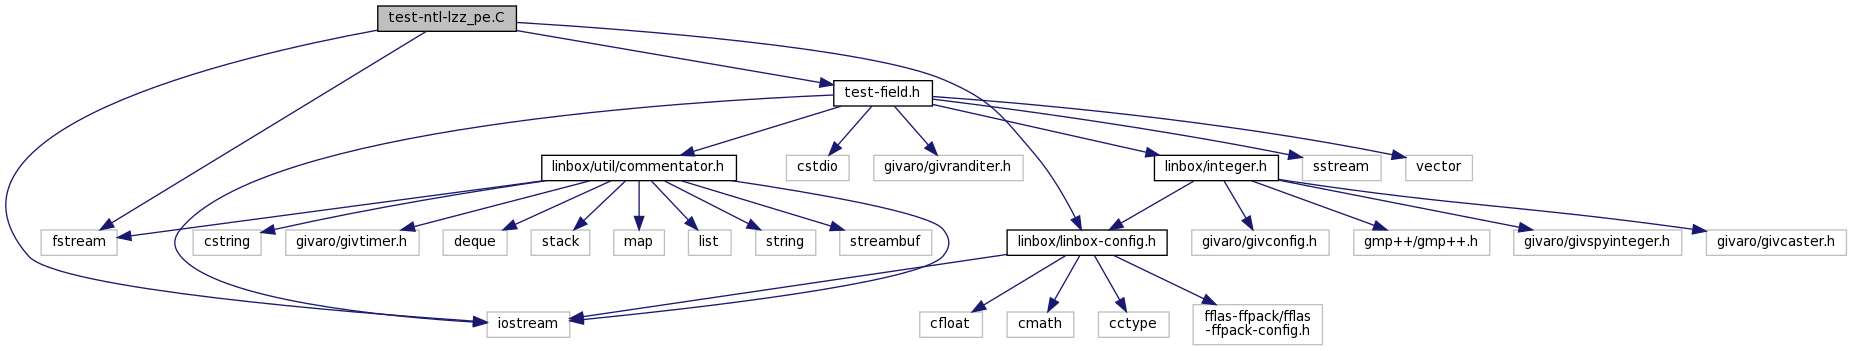 test-ntl-lzz_pe.C
test-field.h
linbox/util/commentator.h
cstdio
givaro/givranditer.h
linbox/integer.h
sstream
vector
fstream
cstring
givaro/givtimer.h
deque
stack
map
list
string
streambuf
linbox/linbox-config.h
givaro/givconfig.h
gmp++/gmp++.h
givaro/givspyinteger.h
givaro/givcaster.h
iostream
cfloat
cmath
cctype
fflas-ffpack/fflas
-ffpack-config.h